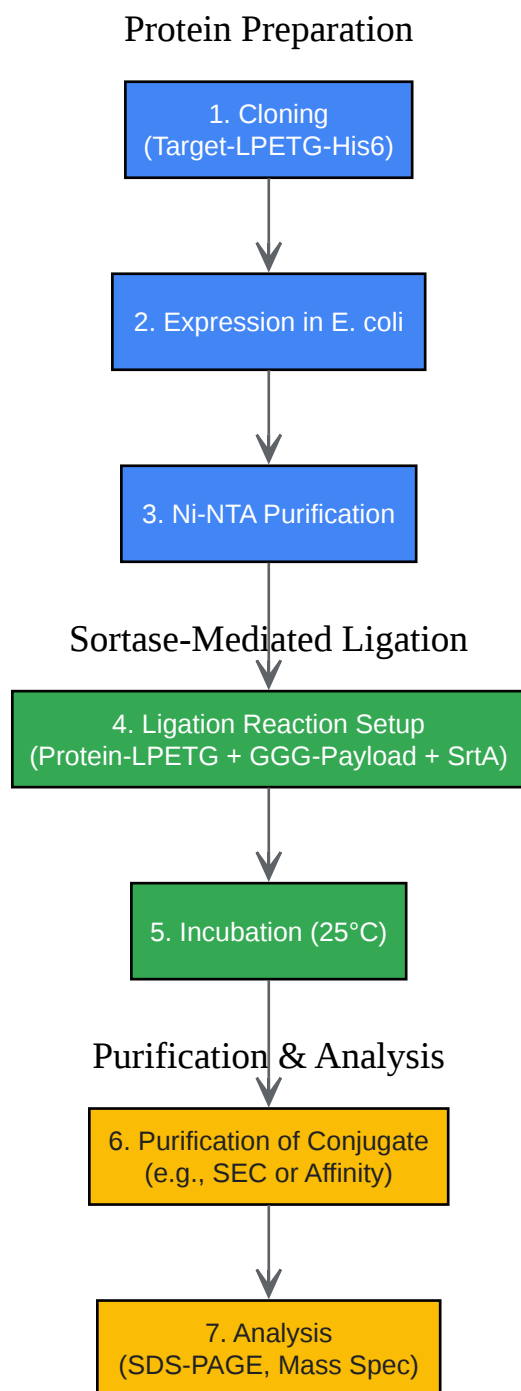 Protein Preparation
1. Cloning
(Target-LPETG-His6)
2. Expression in E. coli
3. Ni-NTA Purification
Sortase-Mediated Ligation
4. Ligation Reaction Setup
(Protein-LPETG + GGG-Payload + SrtA)
5. Incubation (25°C)
Purification & Analysis
6. Purification of Conjugate
(e.g., SEC or Affinity)
7. Analysis
(SDS-PAGE, Mass Spec)